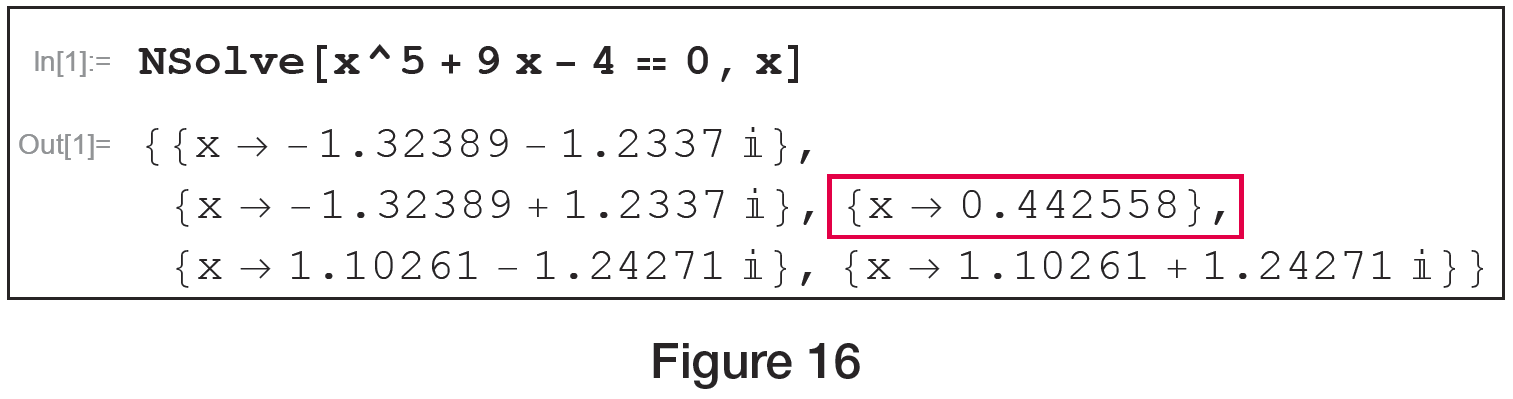 In[1]:= NSolve[x^5 + 9 x - 4 == 0, x]
Out[1]= {{x → -1.32389 - 1.2337 ⅈ},
{x → -1.32389 + 1.2337 ⅈ}, {x → 0.442558},
{x → 1.10261 - 1.24271 ⅈ}, {x → 1.10261 + 1.24271 ⅈ}}
Figure 16